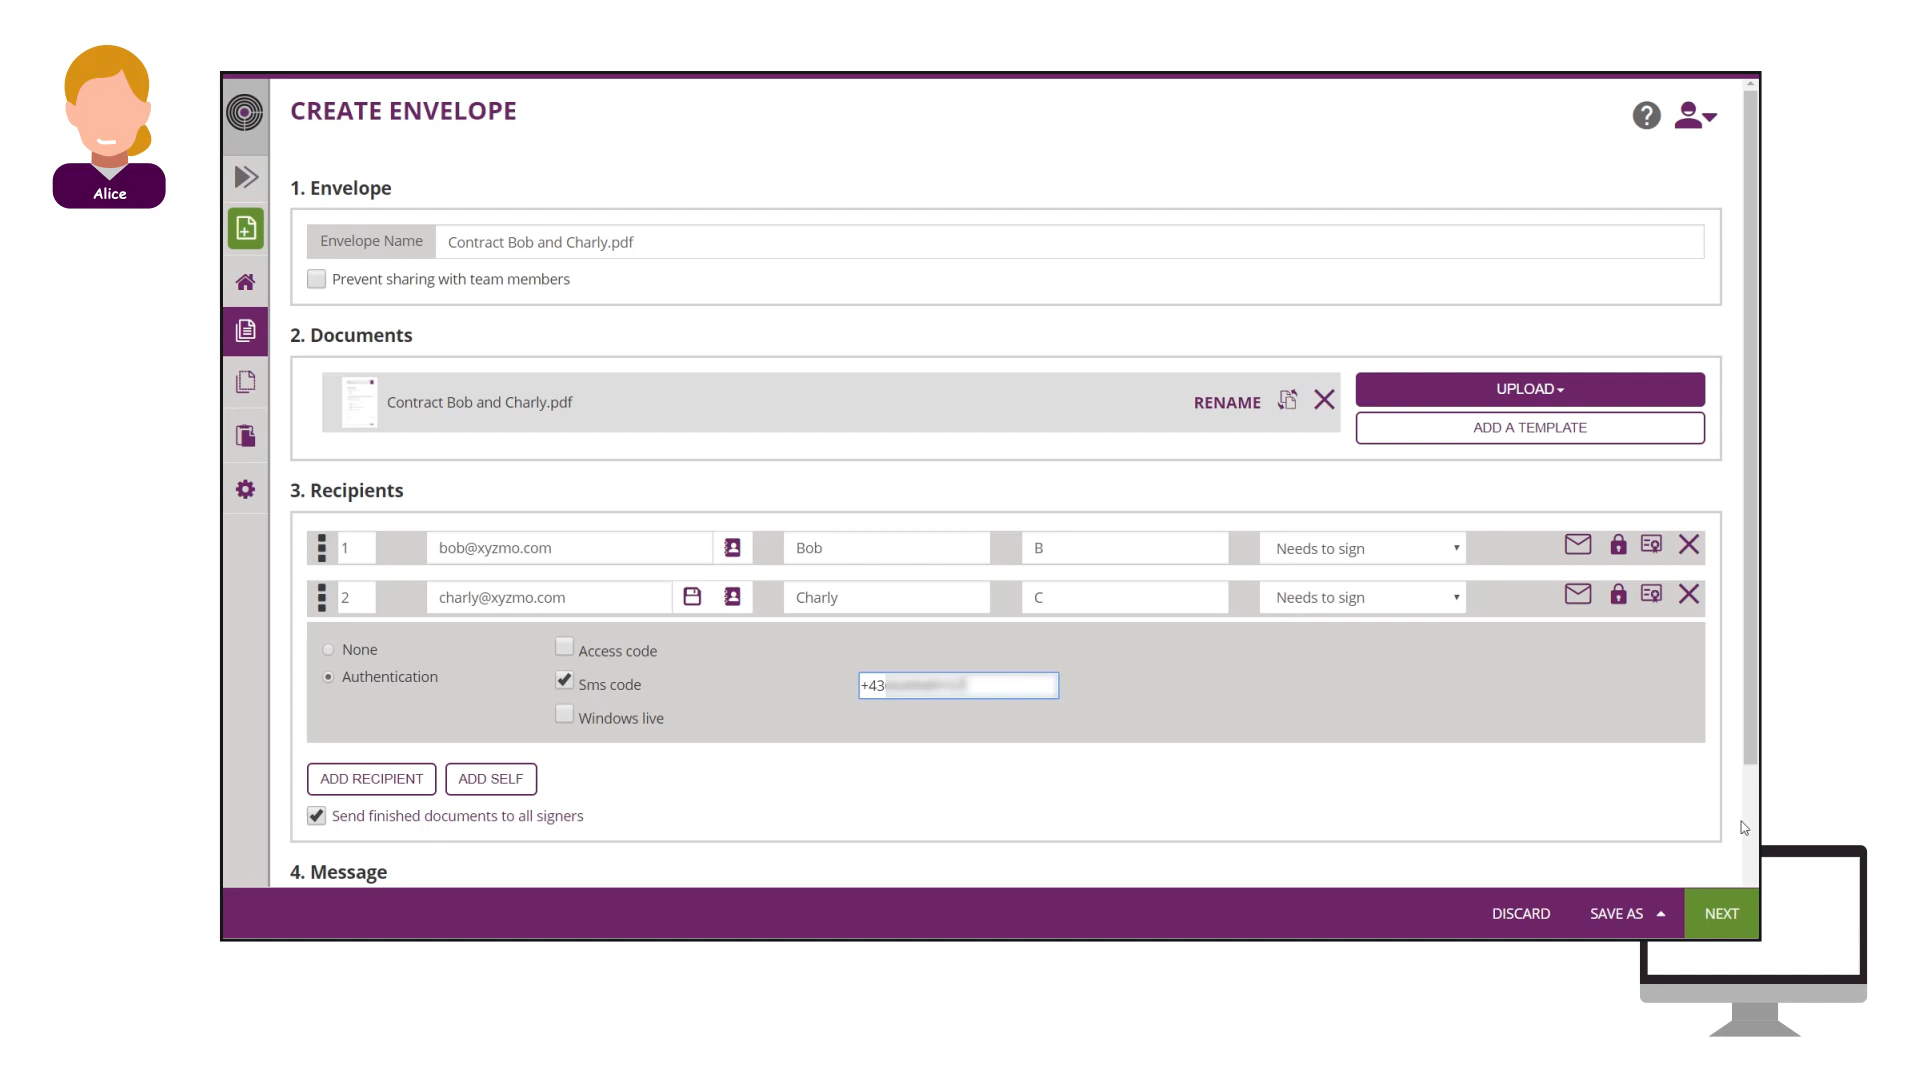 Alice
CREATE ENVELOPE
?
1. Envelope
Envelope Name Contract Bob and Charly.pdf
Prevent sharing with team members
2. Documents
Contract Bob and Charly.pdf RENAME
UPLOAD
ADD A TEMPLATE
3. Recipients
1 bob@xyzmo.com Bob B Needs to sign
2 charly@xyzmo.com Charly C Needs to sign
None
Authentication
Access code
Sms code +43
Windows live
ADD RECIPIENT ADD SELF
Send finished documents to all signers
4. Message
DISCARD SAVE AS NEXT